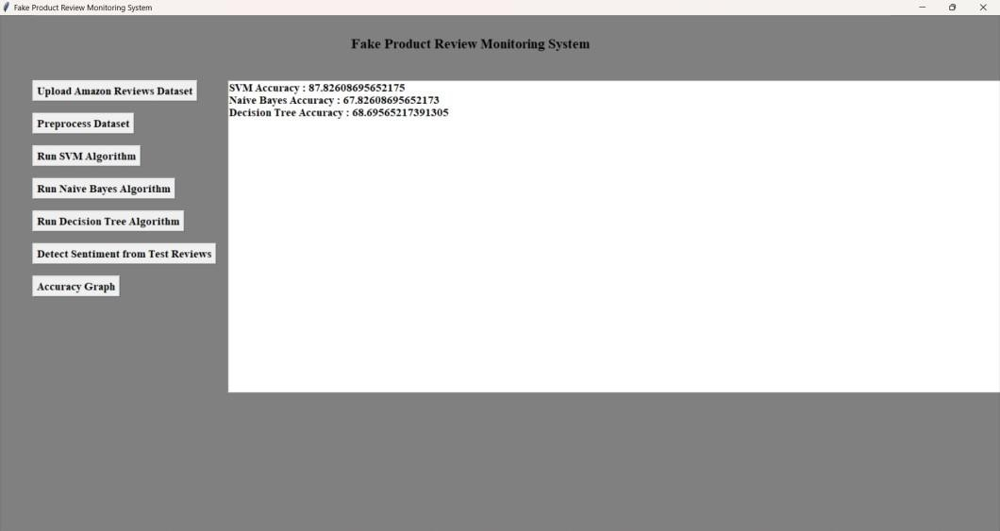 Fake Product Review Monitoring System
Fake Product Review Monitoring System
Upload Amazon Reviews Dataset
Preprocess Dataset
Run SVM Algorithm
Run Naive Bayes Algorithm
Run Decision Tree Algorithm
Detect Sentiment from Test Reviews
Accuracy Graph
SVM Accuracy : 87.82608695652175
Naive Bayes Accuracy : 67.82608695652173
Decision Tree Accuracy : 68.69565217391305